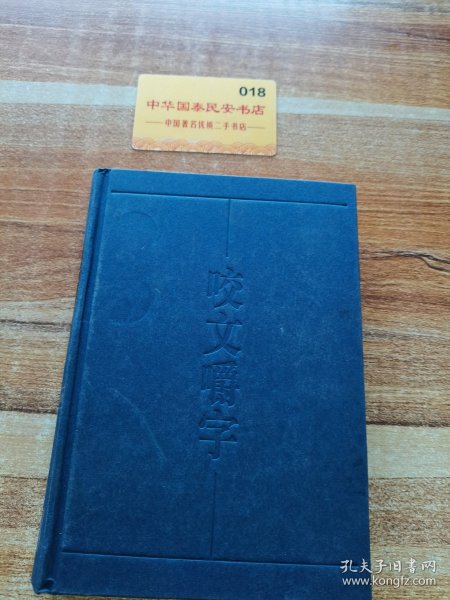 018
中华国泰民安书店
中国著名优质二手书店
咬文嚼字
孔夫子旧书网
www.kongfz.com